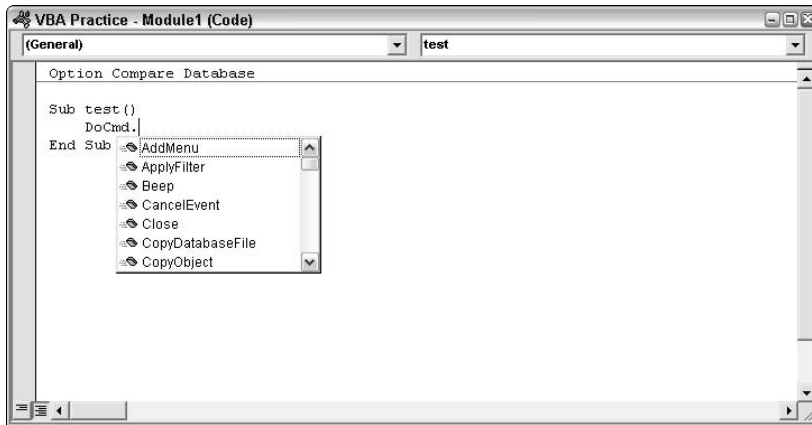 VBA Practice - Module1 (Code)
(General) test
Option Compare Database
Sub test()
DoCmd.
End Sub
AddMenu
ApplyFilter
Beep
CancelEvent
Close
CopyDatabaseFile
CopyObject